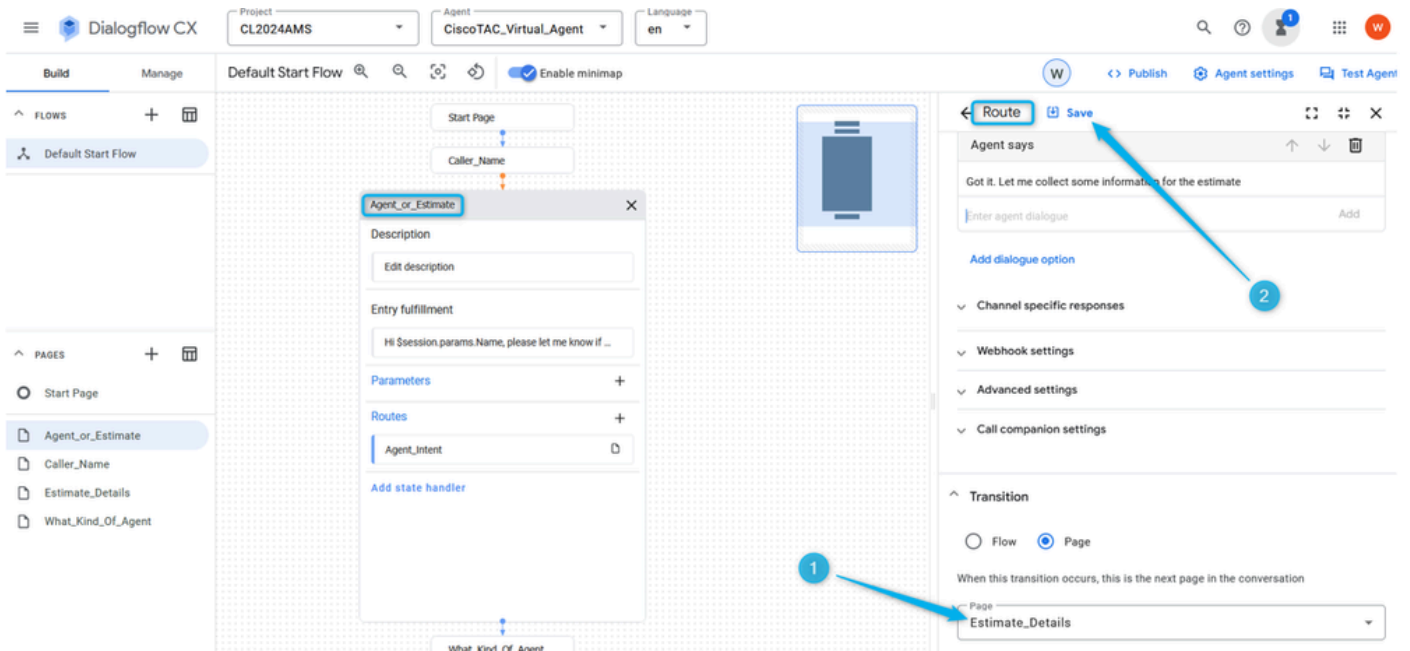 Dialogflow CX
Project
CL2024AMS
Agent
CiscoTAC_Virtual_Agent
Language
en
1
W
Build
Manage
Default Start Flow
Enable minimap
W
<> Publish
Agent settings
Test Agent
FLOWS
Default Start Flow
PAGES
Start Page
Agent_or_Estimate
Caller_Name
Estimate_Details
What_Kind_Of_Agent
Start Page
Caller_Name
Agent_or_Estimate
Description
Edit description
Entry fulfillment
Hi $session.params.Name, please let me know if ...
Parameters
Routes
Agent_Intent
Add state handler
What_Kind_Of_Agent
Route
Save
Agent says
Got it. Let me collect some information for the estimate
Enter agent dialogue
Add
Add dialogue option
2
Channel specific responses
Webhook settings
Advanced settings
Call companion settings
Transition
Flow
Page
1
When this transition occurs, this is the next page in the conversation
Page
Estimate_Details